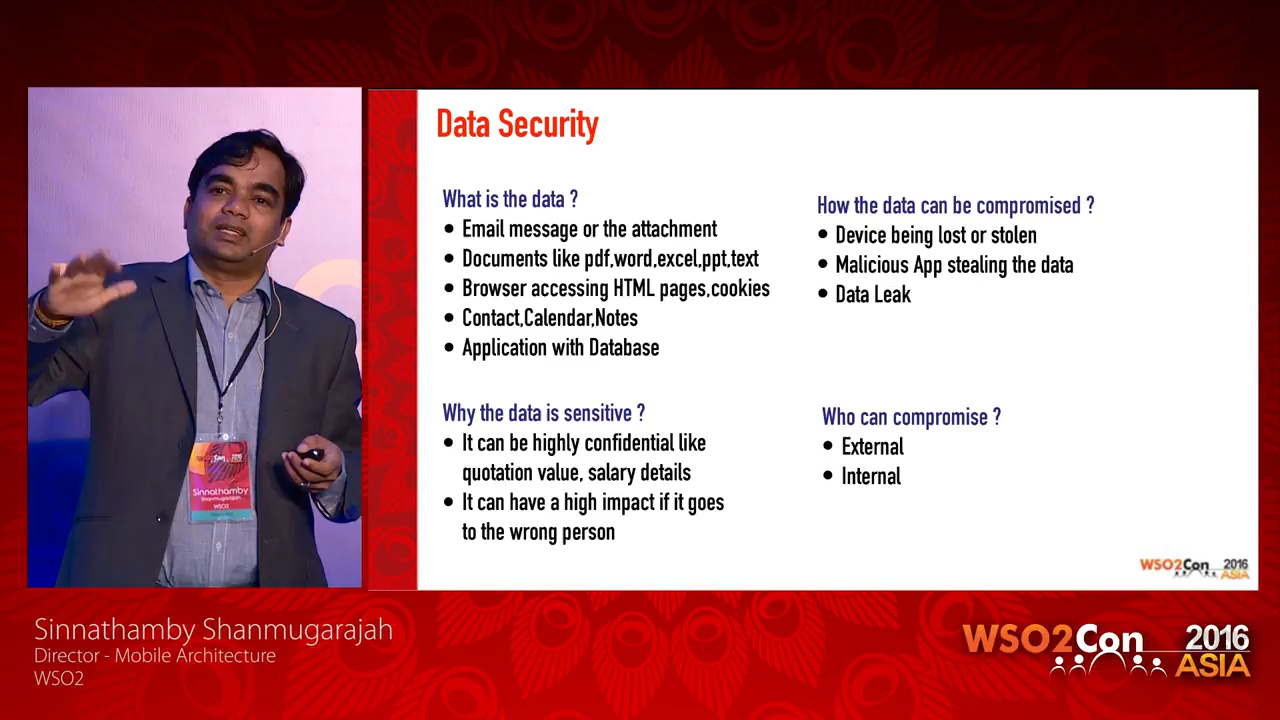 Data Security
What is the data ?
• Email message or the attachment
• Documents like pdf,word,excel,ppt,text
• Browser accessing HTML pages,cookies
• Contact,Calendar,Notes
• Application with Database
How the data can be compromised ?
• Device being lost or stolen
• Malicious App stealing the data
• Data Leak
Why the data is sensitive ?
• It can be highly confidential like
quotation value, salary details
• It can have a high impact if it goes
to the wrong person
Who can compromise ?
• External
• Internal
WSO2Con 2016
ASIA
Sinnathamby
Shanmugarajah
WSO2
Sinnathamby Shanmugarajah
Director - Mobile Architecture
WSO2
WSO2Con 2016
ASIA